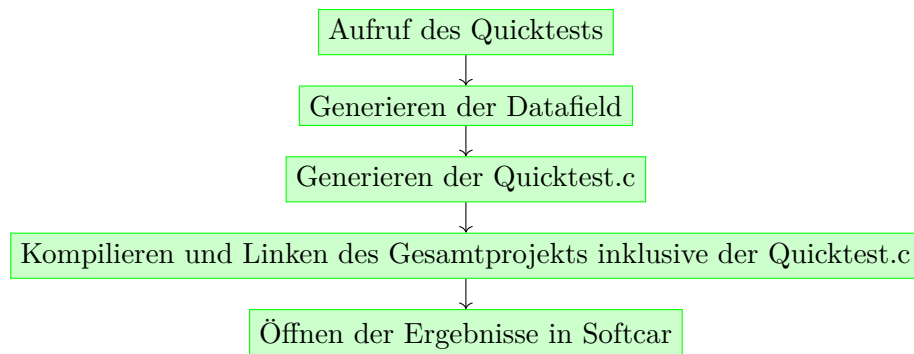 Aufruf des Quicktests
Generieren der Datafield
Generieren der Quicktest.c
Kompilieren und Linken des Gesamtprojekts inklusive der Quicktest.c
Öffnen der Ergebnisse in Softcar